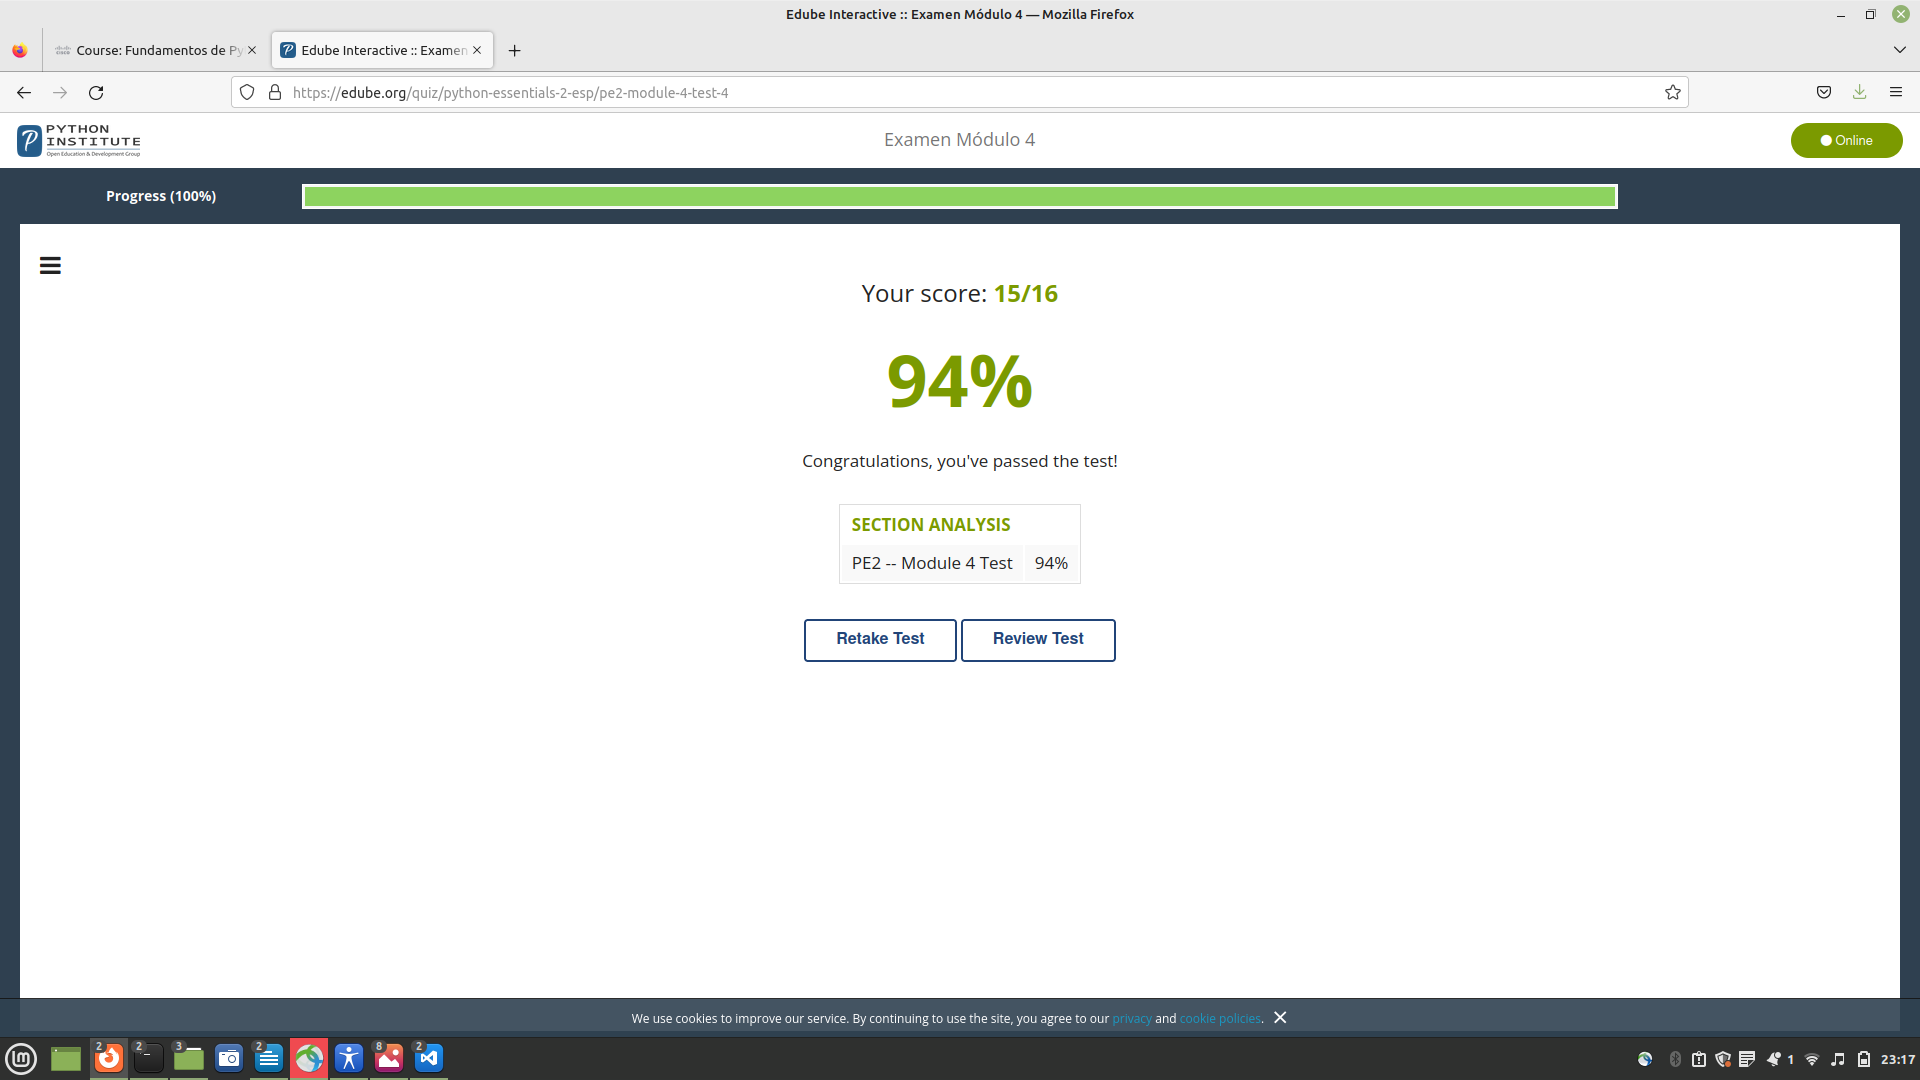 Edube Interactive :: Examen Módulo 4 — Mozilla Firefox
Course: Fundamentos de Py
Edube Interactive :: Examen
https://edube.org/quiz/python-essentials-2-esp/pe2-module-4-test-4
PYTHON
INSTITUTE
Open Education & Development Group
Examen Módulo 4
Online
Progress (100%)
Your score: 15/16
94%
Congratulations, you've passed the test!
SECTION ANALYSIS
PE2 -- Module 4 Test 94%
Retake Test
Review Test
We use cookies to improve our service. By continuing to use the site, you agree to our privacy and cookie policies.
2 2 3 2 8 2
1 23:17